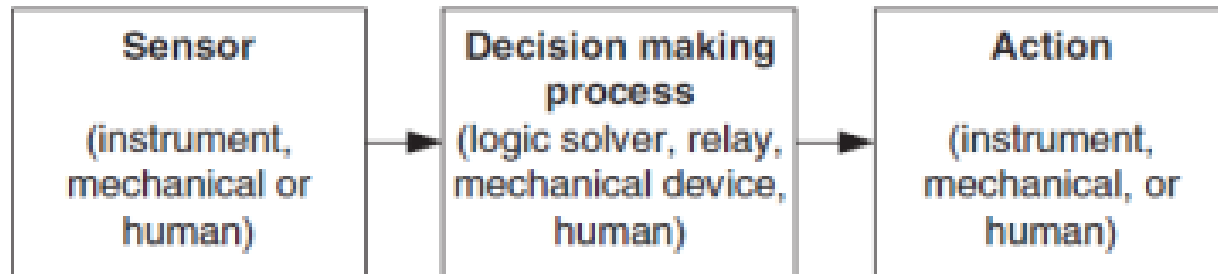 Sensor
(instrument,
mechanical or
human)
Decision making
process
(logic solver, relay,
mechanical device,
human)
Action
(instrument,
mechanical, or
human)